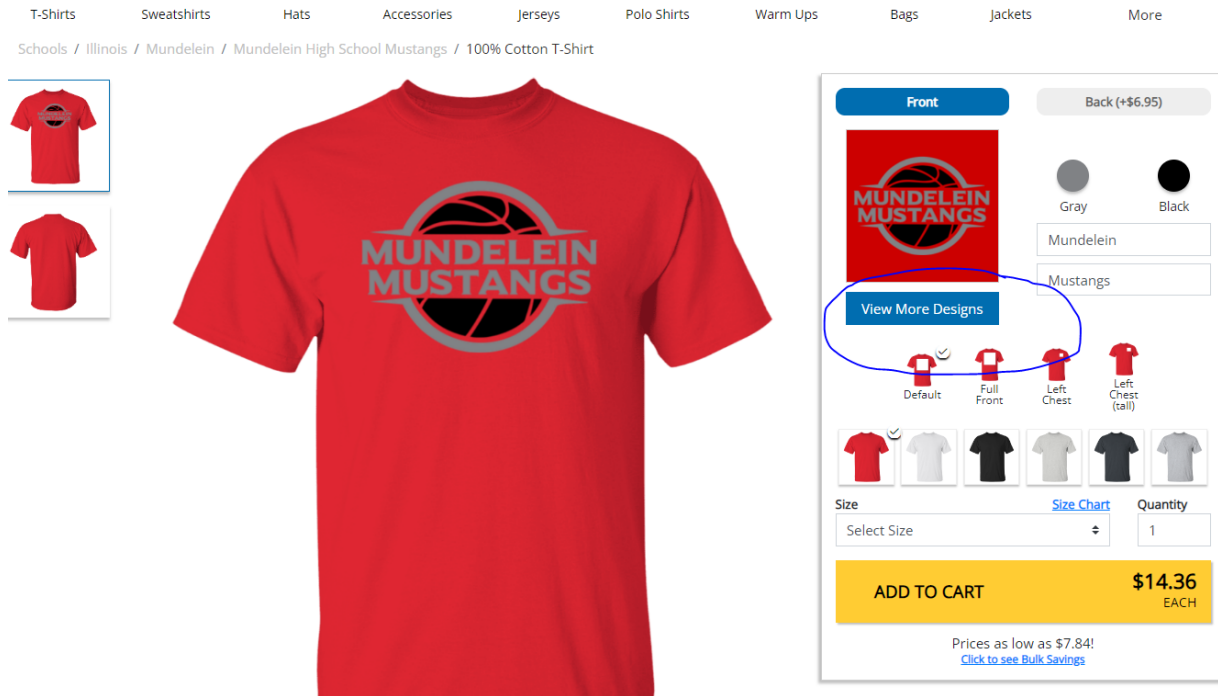 T-Shirts Sweatshirts Hats Accessories Jerseys Polo Shirts Warm Ups Bags Jackets More
Schools / Illinois / Mundelein / Mundelein High School Mustangs / 100% Cotton T-Shirt
MUNDELEIN
MUSTANGS
MUNDELEIN
MUSTANGS
Front Back (+$6.95)
MUNDELEIN
MUSTANGS
Gray Black
Mundelein
Mustangs
View More Designs
Default
Full
Front
Left
Chest
Left
Chest
(tall)
Size Size Chart Quantity
Select Size 1
ADD TO CART $14.36
EACH
Prices as low as $7.84!
Click to see Bulk Savings